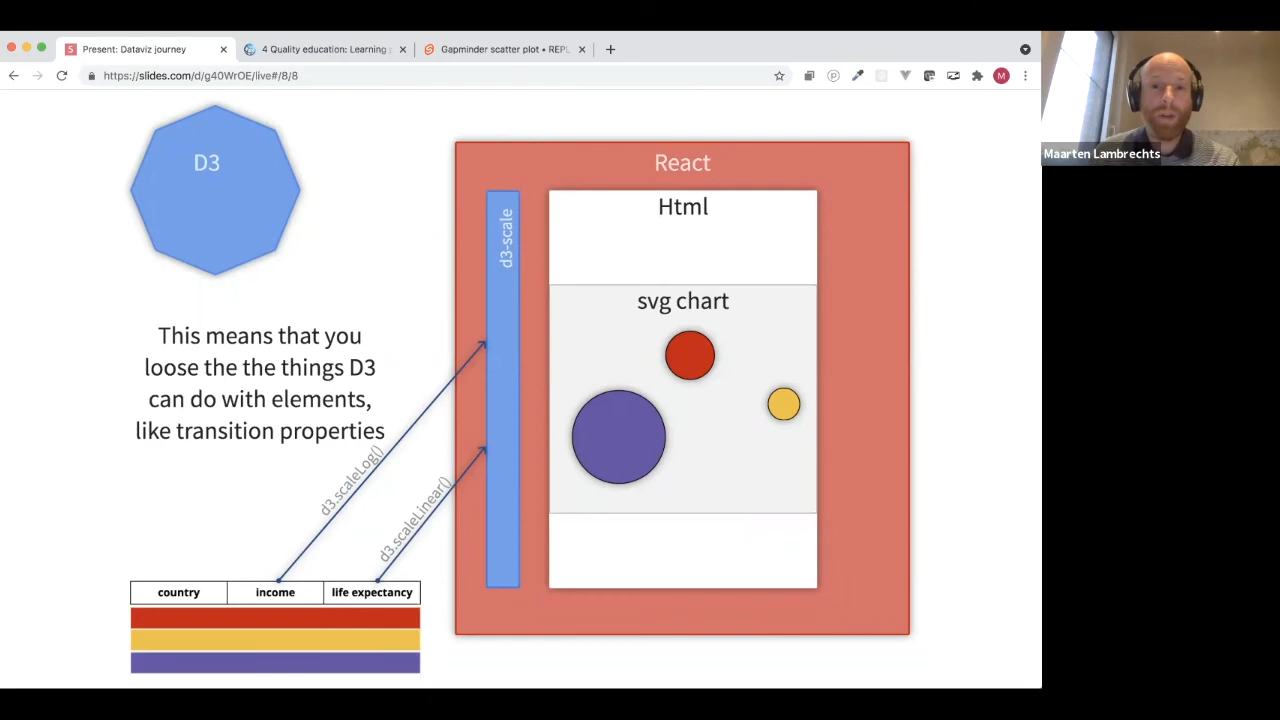 Present: Dataviz journey
4 Quality education: Learning
Gapminder scatter plot • REPL
https://slides.com/d/g40WrOE/live#/8/8
M
Maarten Lambrechts
D3
React
Html
d3-scale
svg chart
This means that you
loose the the things D3
can do with elements,
like transition properties
d3.scaleLog()
d3.scaleLinear()
country income life expectancy